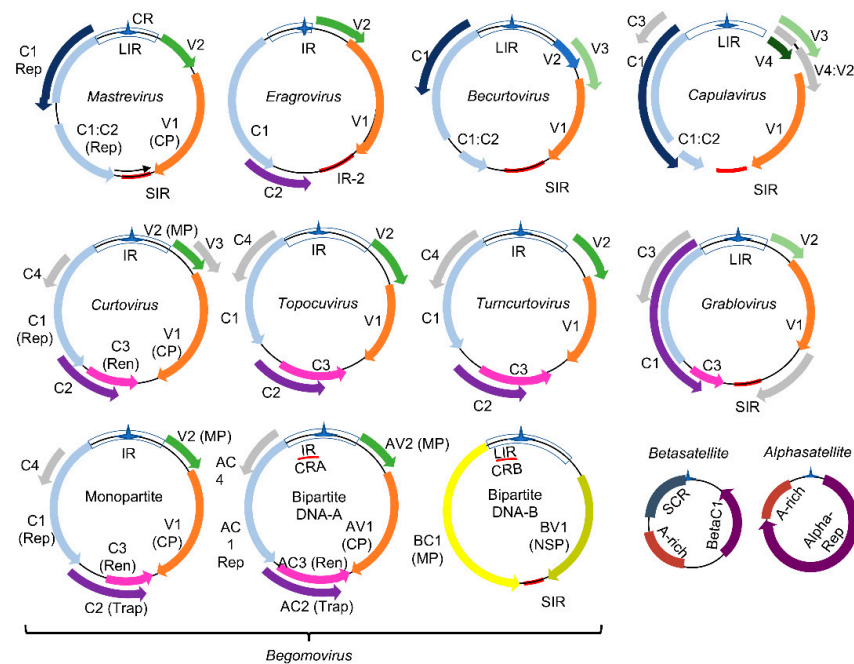 CR
LIR
V2
C1
Rep
Mastrevirus
C1:C2
(Rep)
V1
(CP)
SIR
IR
V2
Eragrovirus
C1
V1
C2
IR-2
LIR
C1
V2
V3
Becurtovirus
V1
C1:C2
SIR
C3
LIR
V3
C1
V4
V4:V2
Capulavirus
C1:C2
V1
SIR
V2 (MP)
IR
V3
C4
Curtovirus
C1
(Rep)
V1
(CP)
C3
(Ren)
C2
C4
IR
V2
Topocuvirus
C1
V1
C3
C2
C4
IR
V2
Turncurtovirus
C1
V1
C3
C2
C3
LIR
V2
Grablovirus
V1
C1
C3
SIR
V2 (MP)
IR
C4
Monopartite
C1
(Rep)
V1
(CP)
C3
(Ren)
C2 (Trap)
IR
CRA
AV2 (MP)
AC
4
Bipartite
DNA-A
AC
1
Rep
AV1
(CP)
AC3 (Ren)
AC2 (Trap)
LIR
CRB
Bipartite
DNA-B
BC1
(MP)
BV1
(NSP)
SIR
Betasatellite
SCR
A-rich
BetaC1
Alphasatellite
A-rich
Alpha-
Rep
Begomovirus